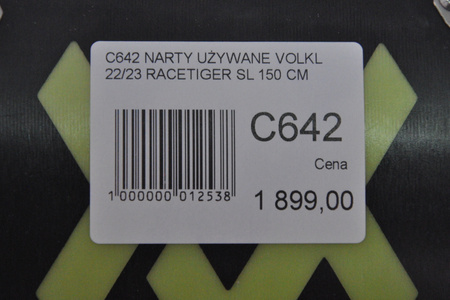 C642 NARTY UŻYWANE VOLKL
22/23 RACETIGER SL 150 CM
C642
Cena
1 899,00
1 000000 012538